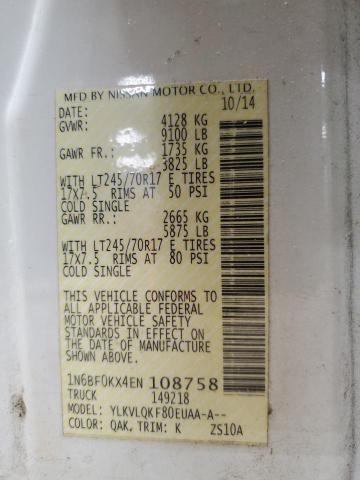 MFD BY NISSAN MOTOR CO., LTD.
DATE: 10/14
GVWR: 4128 KG
9100 LB
GAWR FR.: 1735 KG
3825 LB
WITH LT245/70R17 E TIRES
17X7.5 RIMS AT 50 PSI
COLD SINGLE
GAWR RR.: 2665 KG
5875 LB
WITH LT245/70R17 E TIRES
17X7.5 RIMS AT 80 PSI
COLD SINGLE
THIS VEHICLE CONFORMS TO
ALL APPLICABLE FEDERAL
MOTOR VEHICLE SAFETY
STANDARDS IN EFFECT ON
THE DATE OF MANUFACTURE
SHOWN ABOVE.
1N6BF0KX4EN 108758
TRUCK 149218
MODEL: YLKVLQKF80EUAA-A--
COLOR: QAK, TRIM: K ZS10A